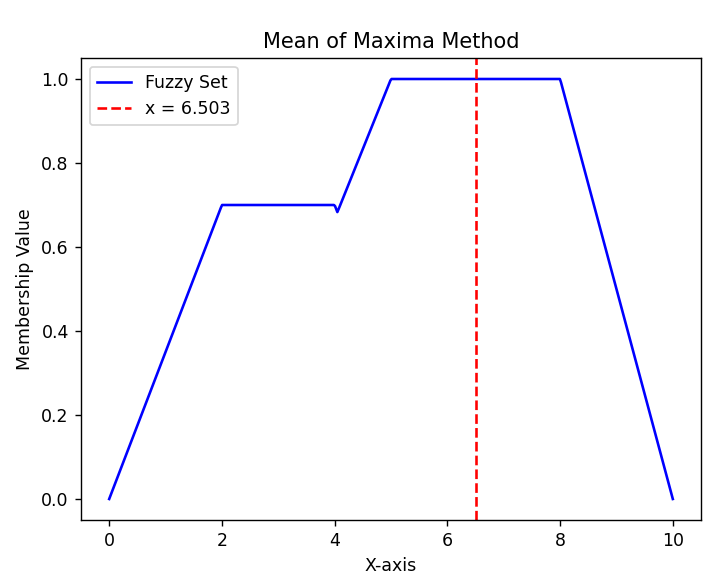 Mean of Maxima Method
Fuzzy Set
x = 6.503
1.0
0.8
0.6
0.4
0.2
0.0
Membership Value
0 2 4 6 8 10
X-axis